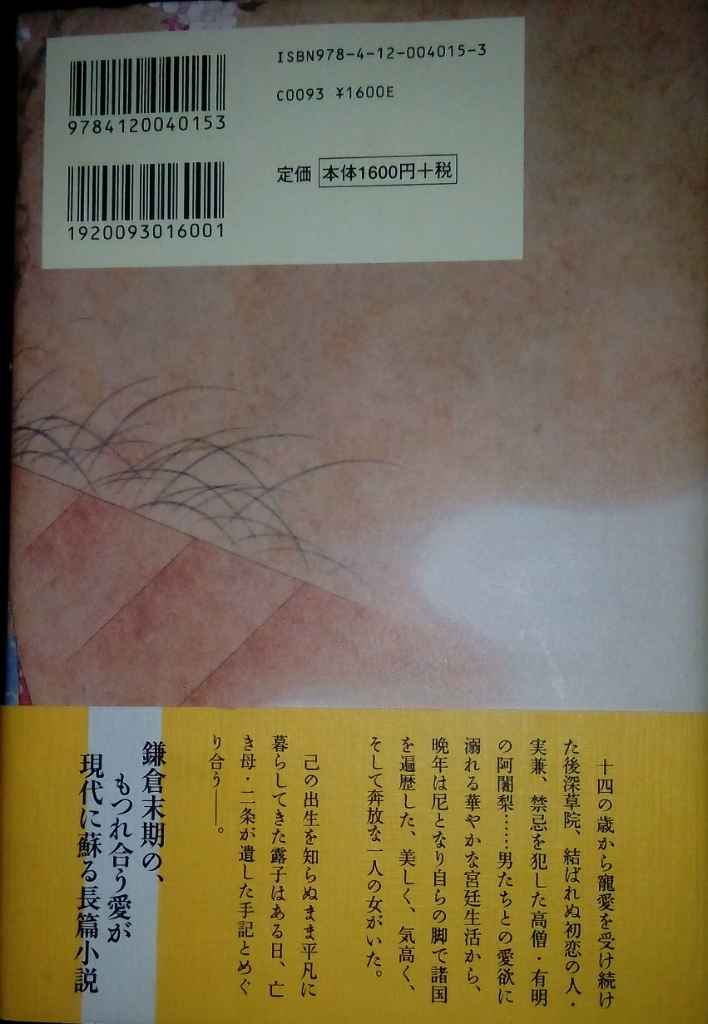 ISBN978-4-12-004015-3
C0093 ¥1600E
9784120040153
定価 本体1600円+税
1920093016001
十四の歳から寵愛を受け続け
た後深草院、結ばれぬ初恋の人・
実兼、禁忌を犯した高僧・有明
の阿闍梨……男たちとの愛欲に
溺れる華やかな宮廷生活から、
晩年は尼となり自らの脚で諸国
を遍歴した、美しく、気高く、
そして奔放な一人の女がいた。
己の出生を知らぬまま平凡に
暮らしてきた露子はある日、亡
き母・二条が遺した手記とめぐ
り合う――。
鎌倉末期の、
もつれ合う愛が
現代に蘇る長篇小説